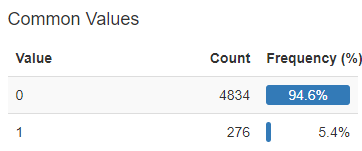 Common Values
Value Count Frequency (%)
0 4834 94.6%
1 276 5.4%